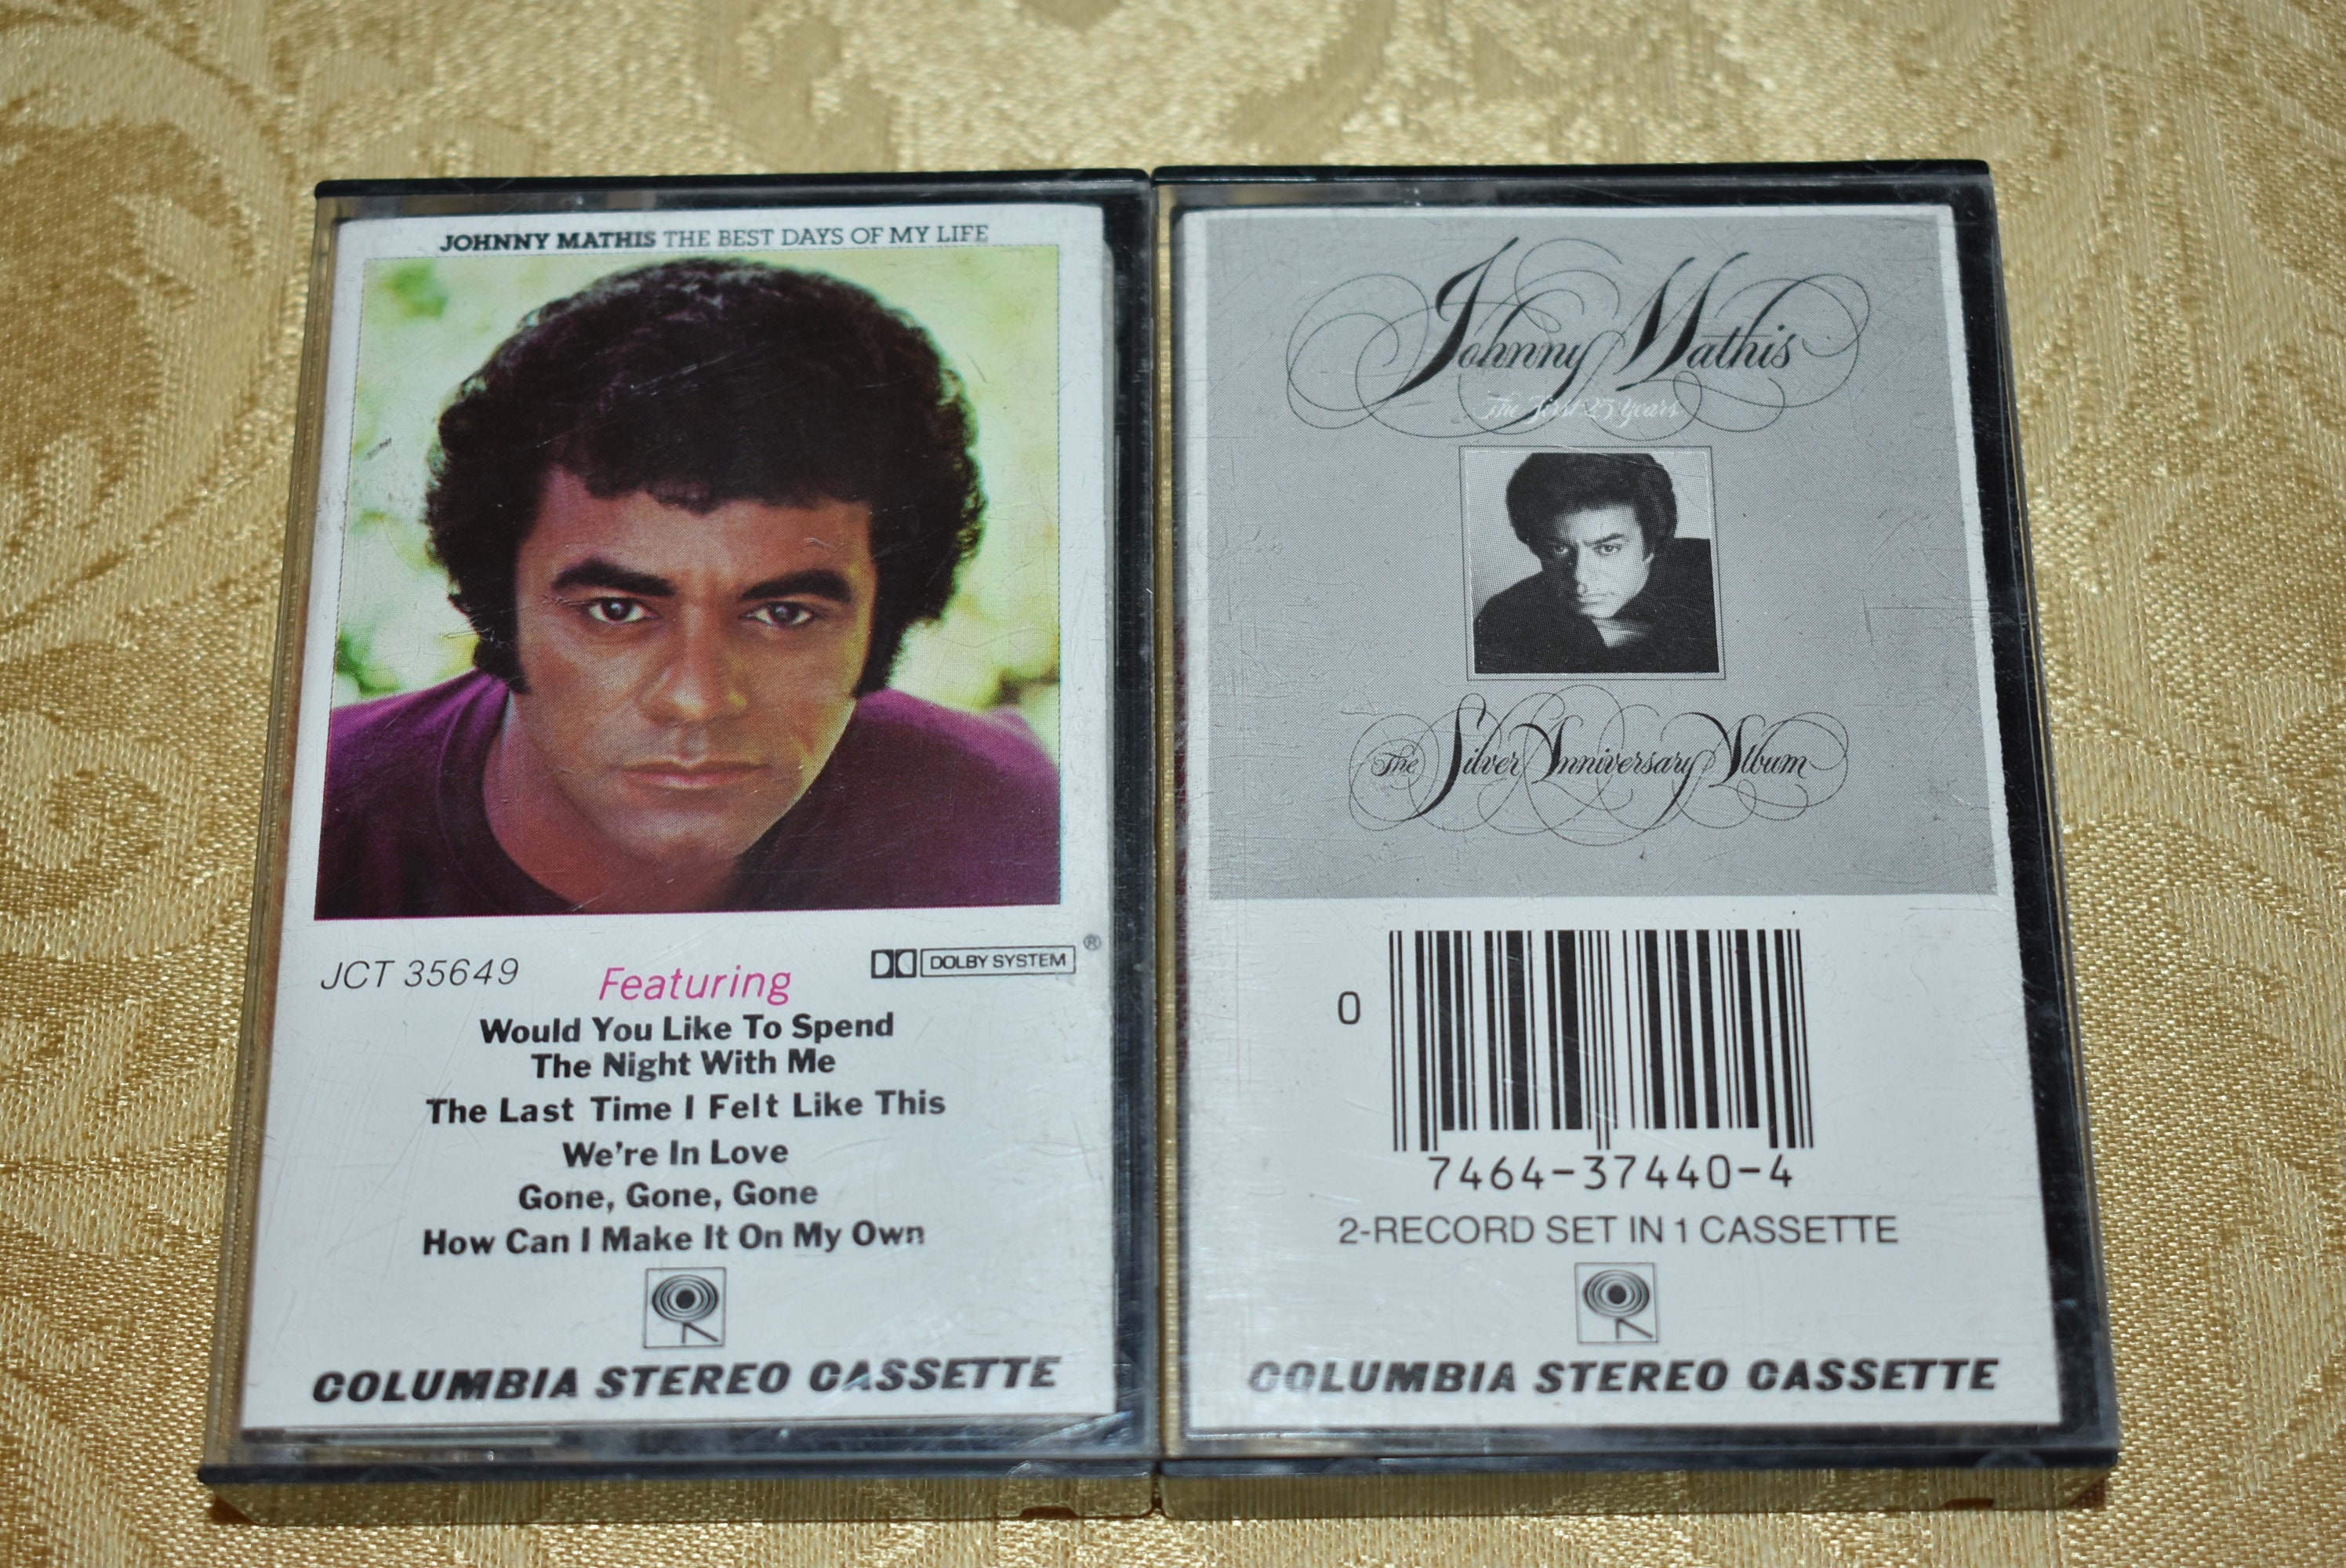 JOHNNY MATHIS THE BEST DAYS OF MY LIFE
JCT 35649
Featuring
DOLBY SYSTEM ®
Would You Like To Spend
The Night With Me
The Last Time I Felt Like This
We're In Love
Gone, Gone, Gone
How Can I Make It On My Own
COLUMBIA STEREO CASSETTE
Johnny Mathis
The First 25 Years
The Silver Anniversary Album
0
7464-37440-4
2-RECORD SET IN 1 CASSETTE
COLUMBIA STEREO CASSETTE